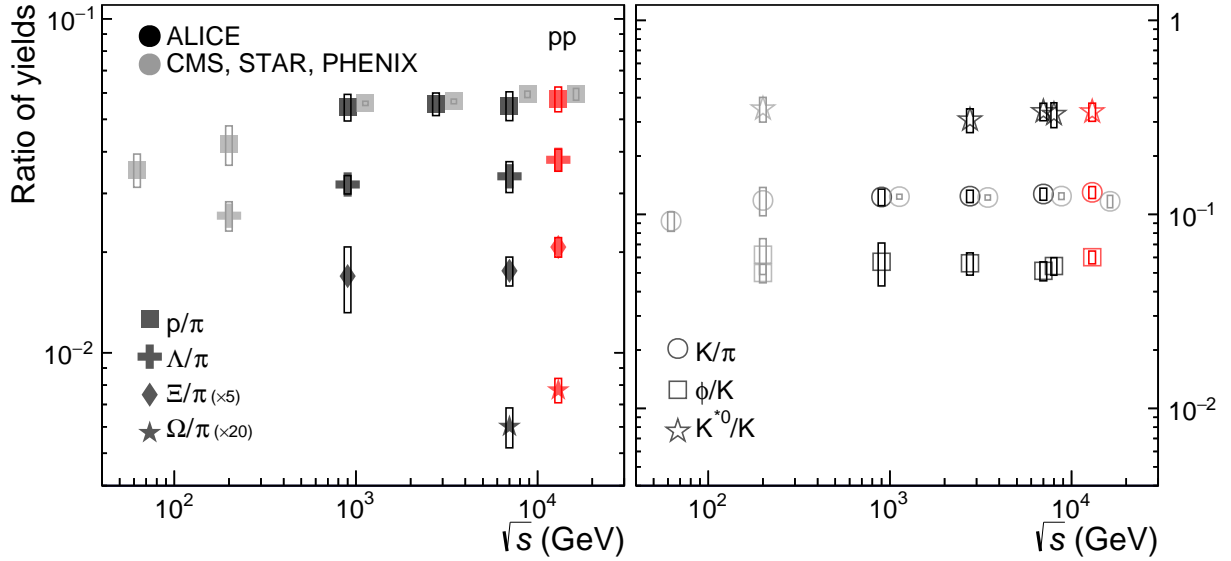 Ratio of yields
10⁻¹
10⁻²
ALICE
CMS, STAR, PHENIX
pp
p/π
Λ/π
Ξ/π (×5)
Ω/π (×20)
10² 10³ 10⁴
√s (GeV)
1
10⁻¹
10⁻²
K/π
ϕ/K
K*⁰/K
10² 10³ 10⁴
√s (GeV)